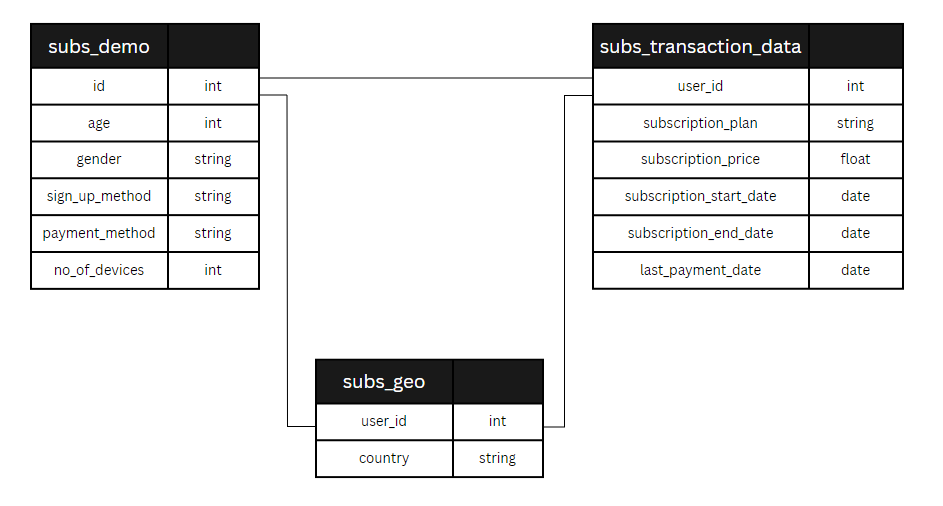 subs_demo
id int
age int
gender string
sign_up_method string
payment_method string
no_of_devices int
subs_transaction_data
user_id int
subscription_plan string
subscription_price float
subscription_start_date date
subscription_end_date date
last_payment_date date
subs_geo
user_id int
country string